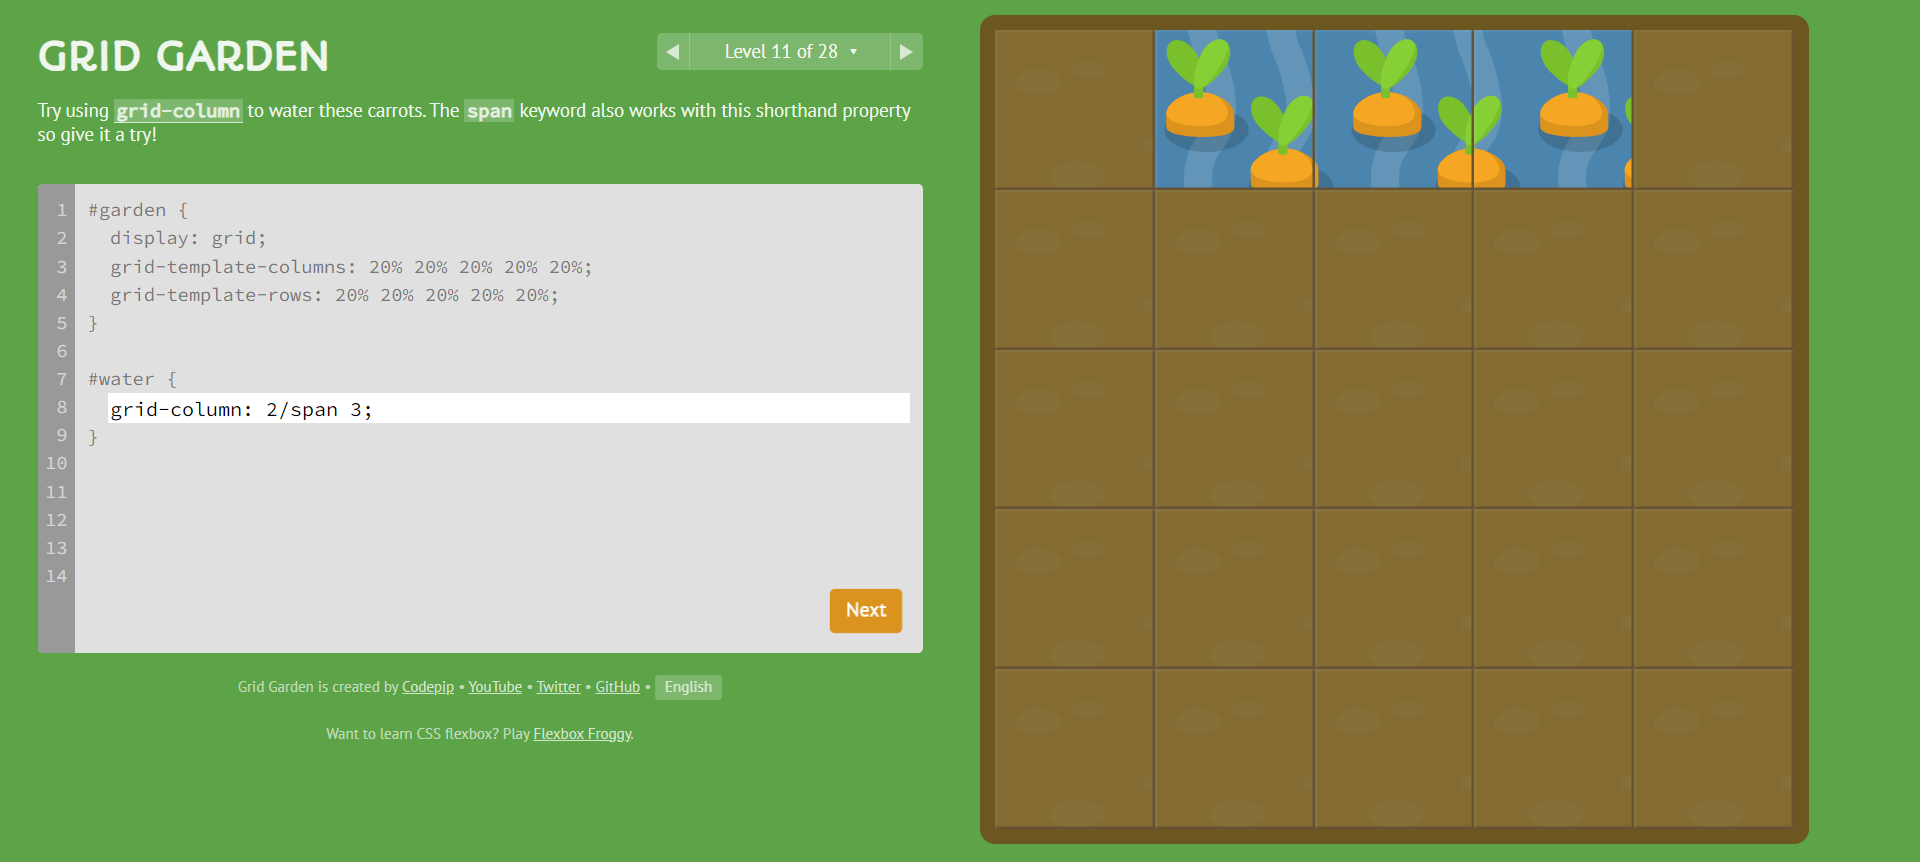 GRID GARDEN
Level 11 of 28
Try using grid-column to water these carrots. The span keyword also works with this shorthand property
so give it a try!
1 #garden {
2 display: grid;
3 grid-template-columns: 20% 20% 20% 20% 20%;
4 grid-template-rows: 20% 20% 20% 20% 20%;
5 }
6
7 #water {
8 grid-column: 2/span 3;
9 }
10
11
12
13
14
Next
Grid Garden is created by Codepip • YouTube • Twitter • GitHub • English
Want to learn CSS flexbox? Play Flexbox Froggy.